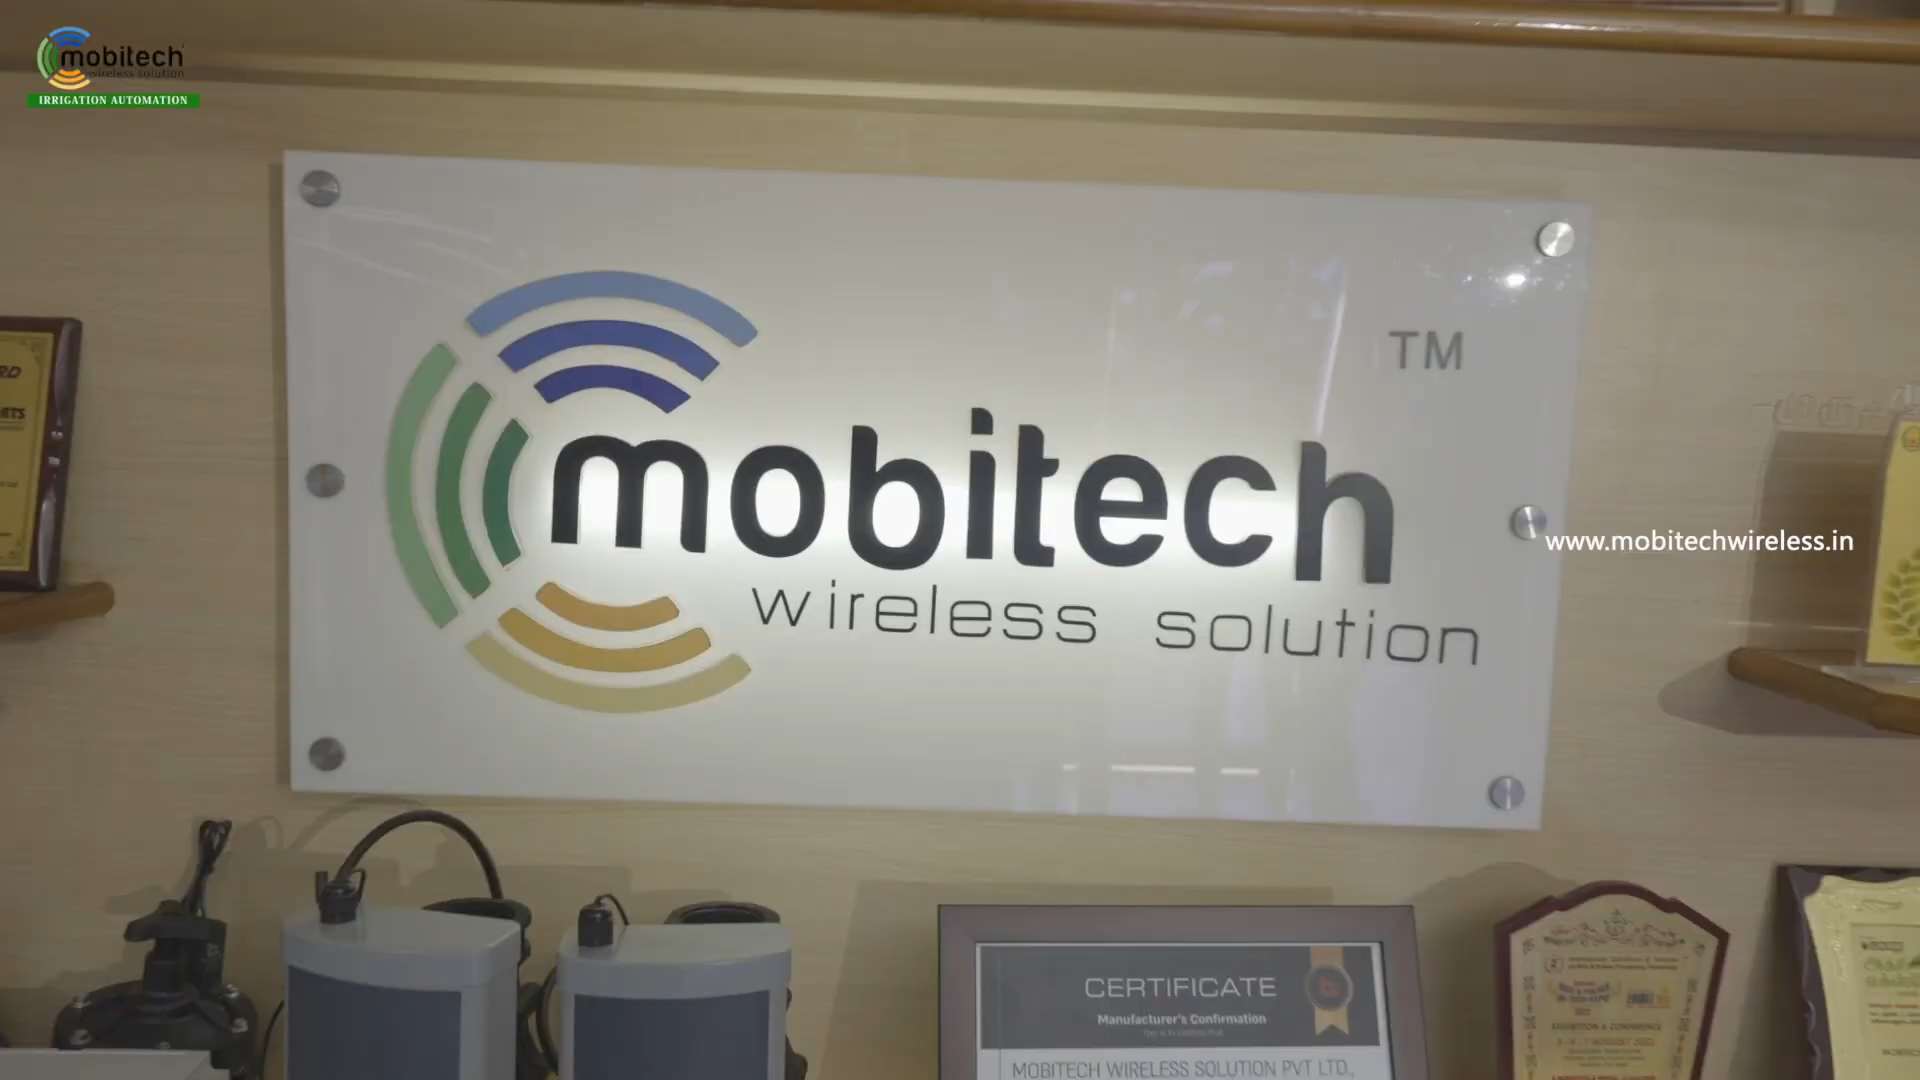 mobitech
wireless solution
IRRIGATION AUTOMATION
TM
mobitech
wireless solution
www.mobitechwireless.in
CERTIFICATE
Manufacturer's Confirmation
MOBITECH WIRELESS SOLUTION PVT LTD.,